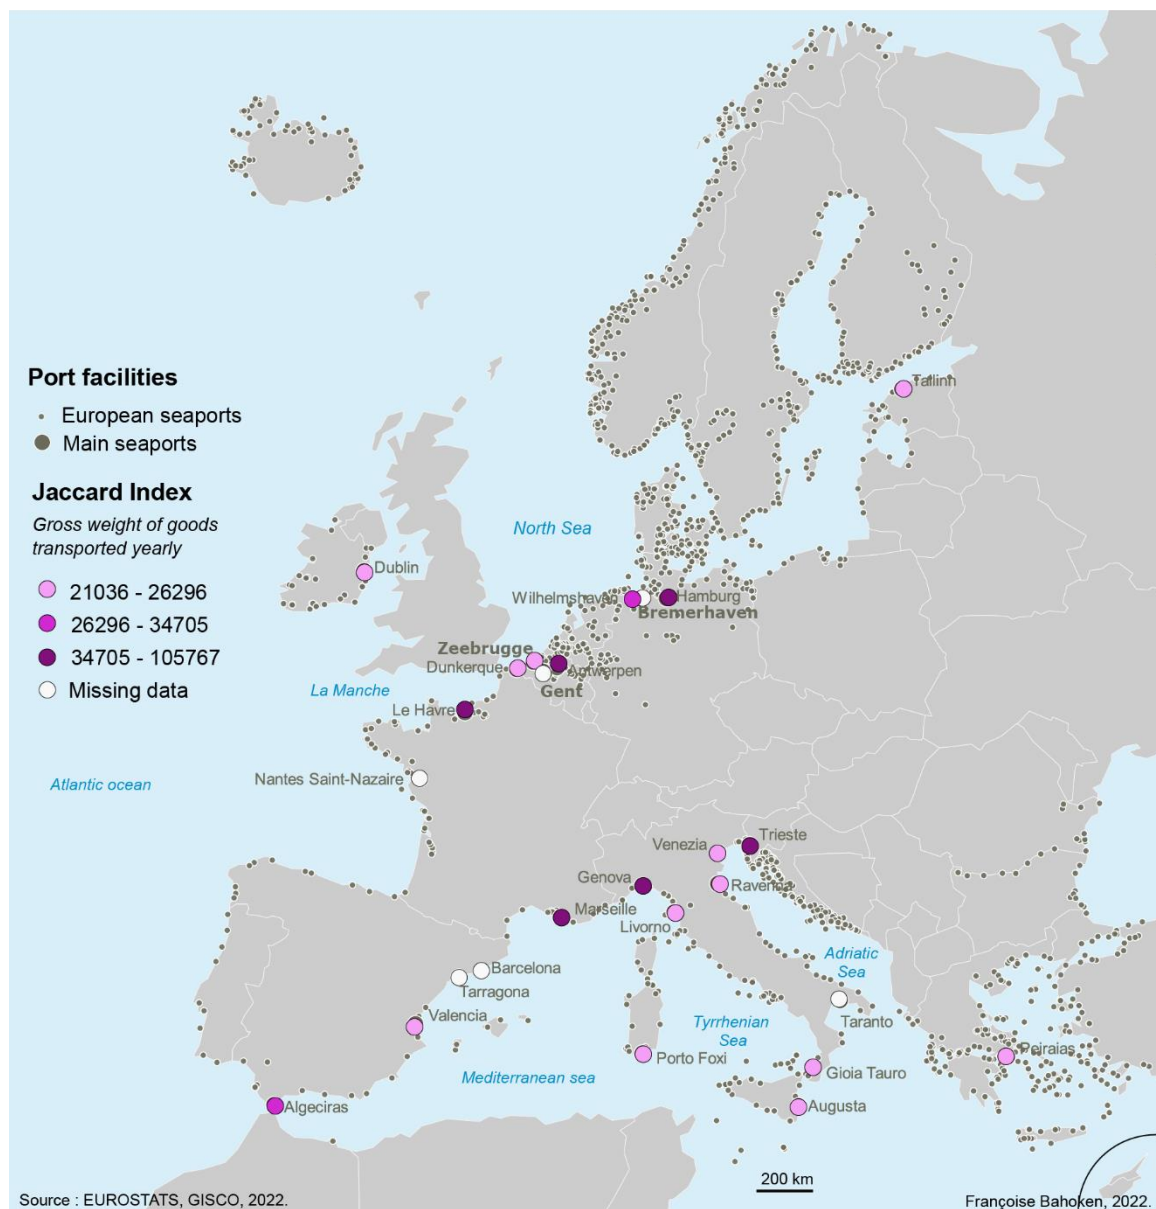 Tallinn
Port facilities
European seaports
Main seaports
Jaccard Index
Gross weight of goods
transported yearly
21036 - 26296
26296 - 34705
34705 - 105767
Missing data
North Sea
Dublin
Wilhelmshaven
Hamburg
Bremerhaven
Zeebrugge
Dunkerque
Antwerpen
Gent
La Manche
Le Havre
Nantes Saint-Nazaire
Atlantic ocean
Venezia
Trieste
Genova
Ravenna
Marseille
Livorno
Adriatic
Sea
Barcelona
Tarragona
Valencia
Taranto
Tyrrhenian
Sea
Peiraias
Porto Foxi
Gioia Tauro
Mediterranean sea
Algeciras
Augusta
200 km
Source : EUROSTATS, GISCO, 2022.
Françoise Bahoken, 2022.